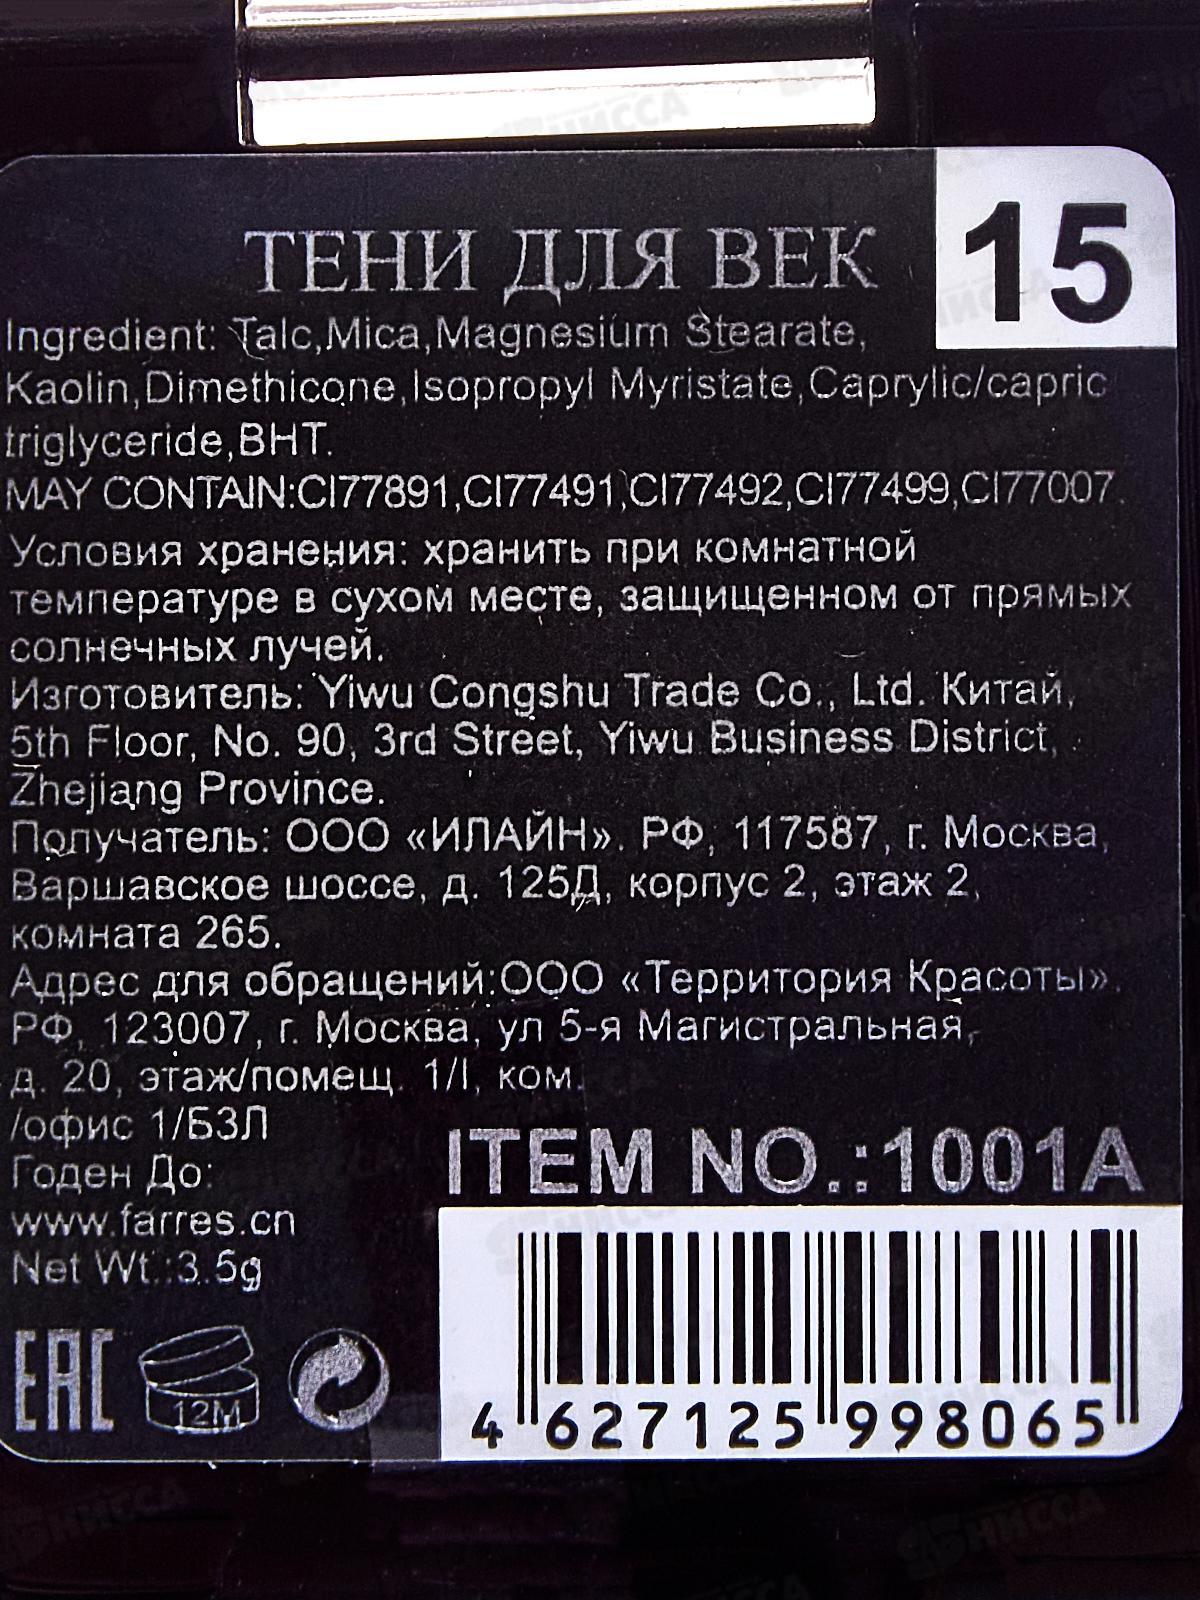 15
ТЕНИ ДЛЯ ВЕК
Ingredient: Talc,Mica,Magnesium Stearate,
Kaolin,Dimethicone,Isopropyl Myristate,Caprylic/capric
triglyceride,BHT.
MAY CONTAIN:CI77891,CI77491,CI77492,CI77499,CI77007.
Условия хранения: хранить при комнатной
температуре в сухом месте, защищенном от прямых
солнечных лучей.
Изготовитель: Yiwu Congshu Trade Co., Ltd. Китай,
5th Floor, No. 90, 3rd Street, Yiwu Business District,
Zhejiang Province.
Получатель: ООО «ИЛАЙН». РФ, 117587, г. Москва,
Варшавское шоссе, д. 125Д, корпус 2, этаж 2,
комната 265.
Адрес для обращений:ООО «Территория Красоты».
РФ, 123007, г. Москва, ул 5-я Магистральная,
д. 20, этаж/помещ. 1/I, ком.
/офис 1/БЗЛ
Годен До:
www.farres.cn
Net Wt.:3.5g
ITEM NO.:1001A
EAC
12M
4 627125 998065